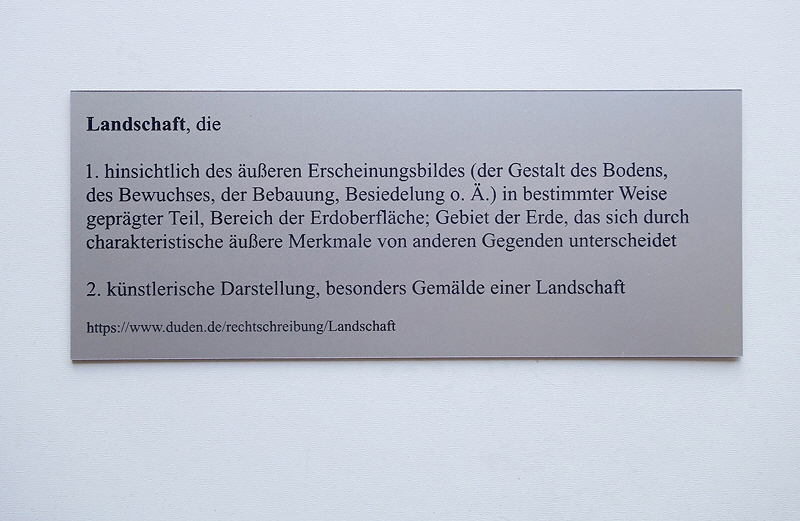 Landschaft, die
1. hinsichtlich des äußeren Erscheinungsbildes (der Gestalt des Bodens,
des Bewuchses, der Bebauung, Besiedelung o. Ä.) in bestimmter Weise
geprägter Teil, Bereich der Erdoberfläche; Gebiet der Erde, das sich durch
charakteristische äußere Merkmale von anderen Gegenden unterscheidet
2. künstlerische Darstellung, besonders Gemälde einer Landschaft
https://www.duden.de/rechtschreibung/Landschaft